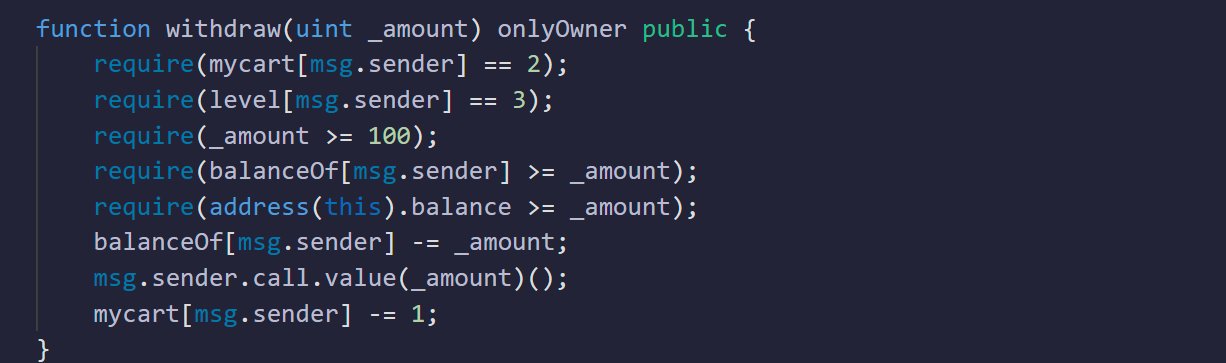 function withdraw(uint _amount) onlyOwner public {
    require(mycart[msg.sender] == 2);
    require(level[msg.sender] == 3);
    require(_amount >= 100);
    require(balanceOf[msg.sender] >= _amount);
    require(address(this).balance >= _amount);
    balanceOf[msg.sender] -= _amount;
    msg.sender.call.value(_amount)();
    mycart[msg.sender] -= 1;
}